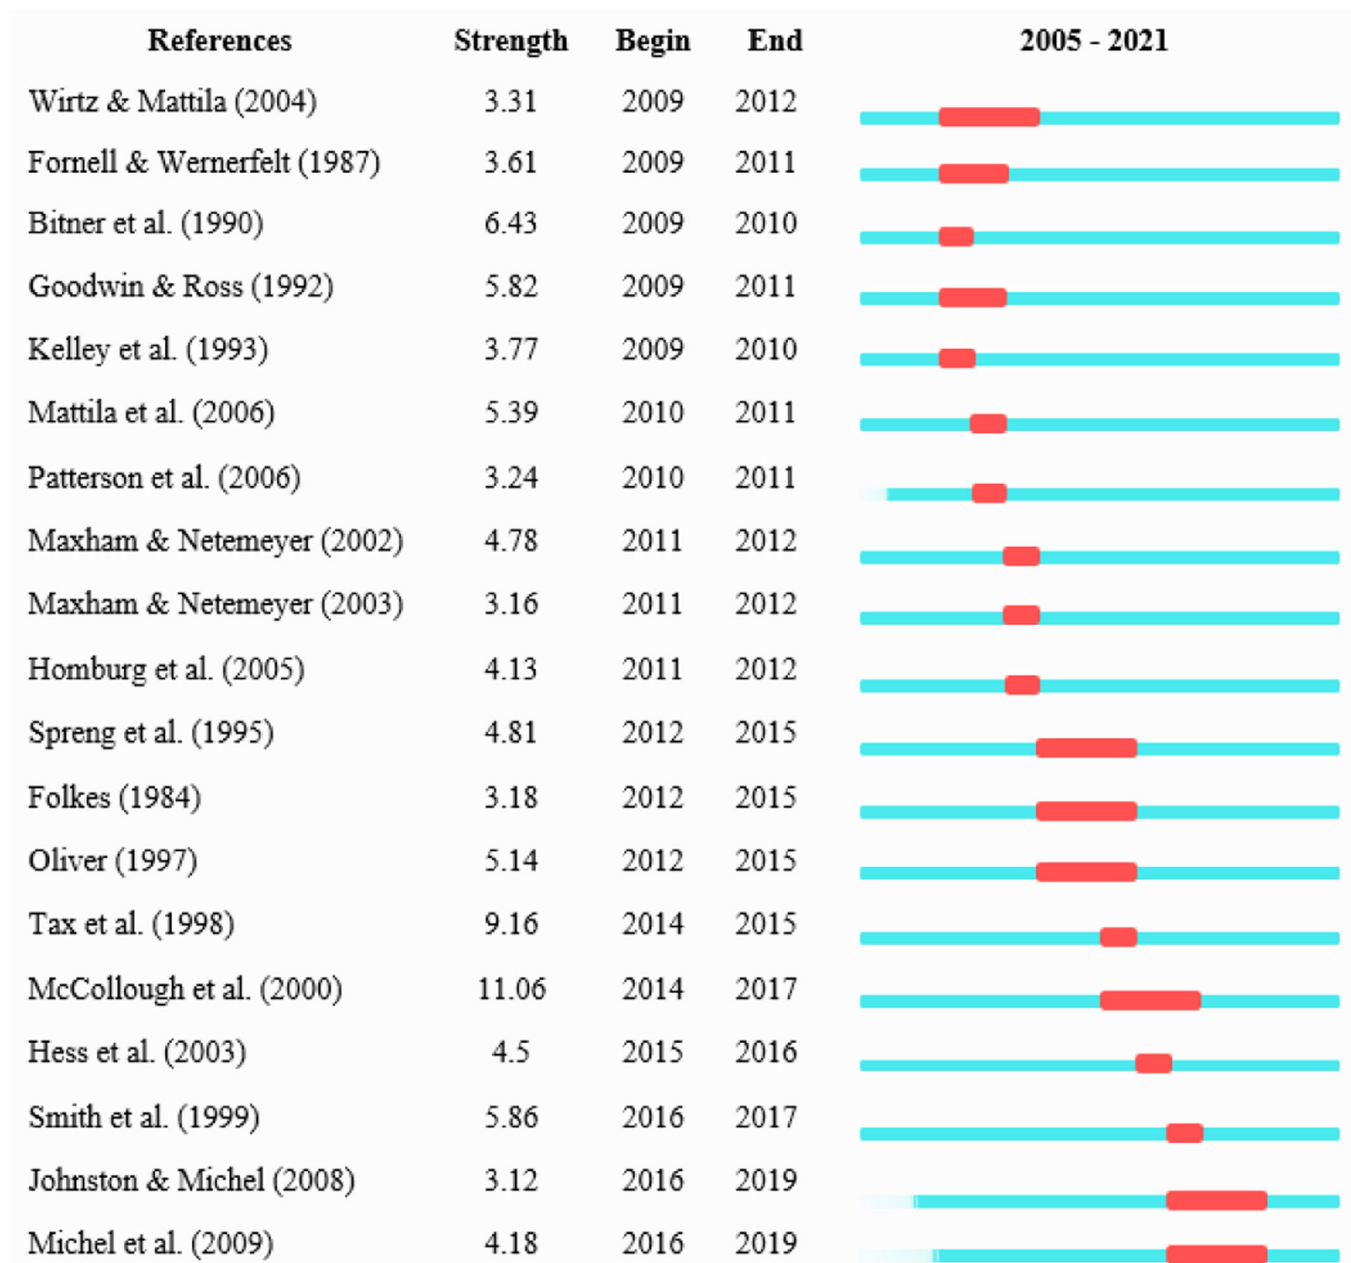 References Strength Begin End 2005 - 2021
Wirtz & Mattila (2004) 3.31 2009 2012
Fornell & Wernerfelt (1987) 3.61 2009 2011
Bitner et al. (1990) 6.43 2009 2010
Goodwin & Ross (1992) 5.82 2009 2011
Kelley et al. (1993) 3.77 2009 2010
Mattila et al. (2006) 5.39 2010 2011
Patterson et al. (2006) 3.24 2010 2011
Maxham & Netemeyer (2002) 4.78 2011 2012
Maxham & Netemeyer (2003) 3.16 2011 2012
Homburg et al. (2005) 4.13 2011 2012
Spreng et al. (1995) 4.81 2012 2015
Folkes (1984) 3.18 2012 2015
Oliver (1997) 5.14 2012 2015
Tax et al. (1998) 9.16 2014 2015
McCollough et al. (2000) 11.06 2014 2017
Hess et al. (2003) 4.5 2015 2016
Smith et al. (1999) 5.86 2016 2017
Johnston & Michel (2008) 3.12 2016 2019
Michel et al. (2009) 4.18 2016 2019